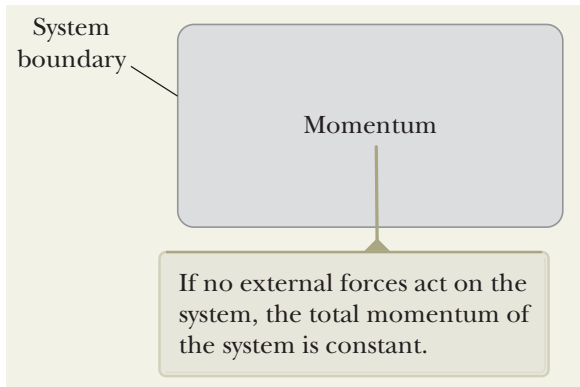 System
boundary
Momentum
If no external forces act on the
system, the total momentum of
the system is constant.